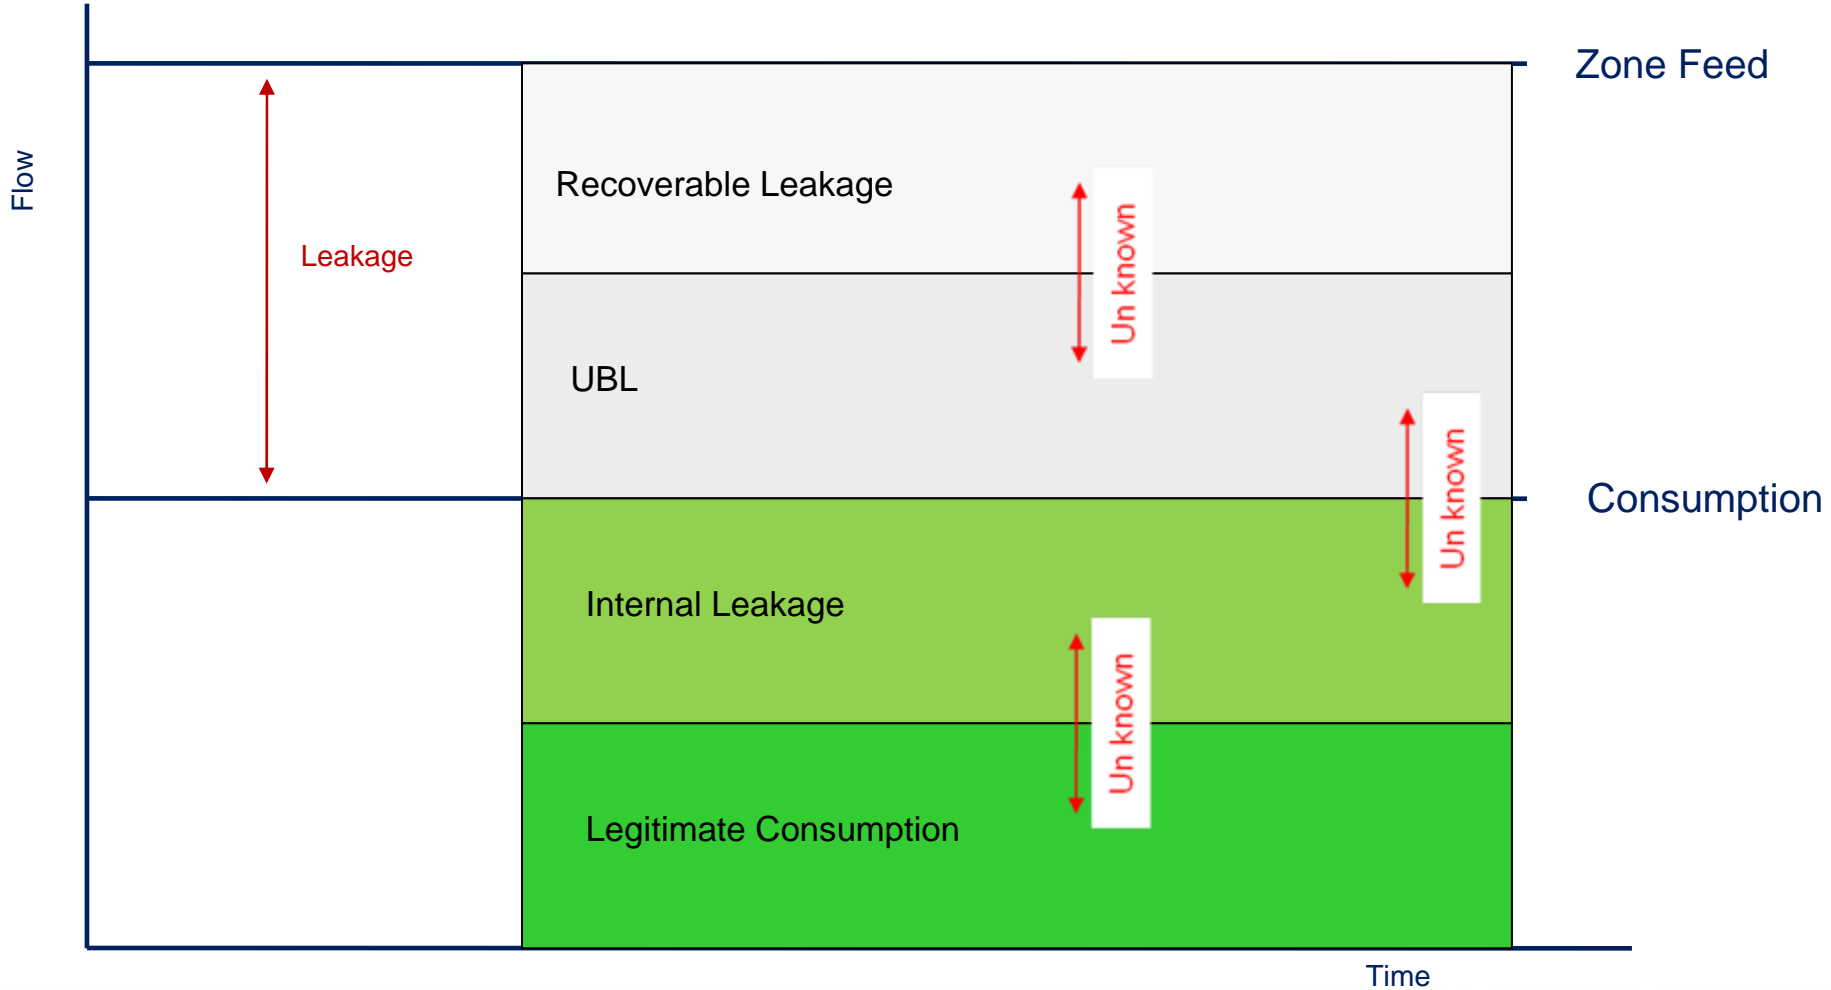 Zone Feed
Flow
Recoverable Leakage
Un known
Leakage
UBL
Un known
Consumption
Internal Leakage
Un known
Legitimate Consumption
Time